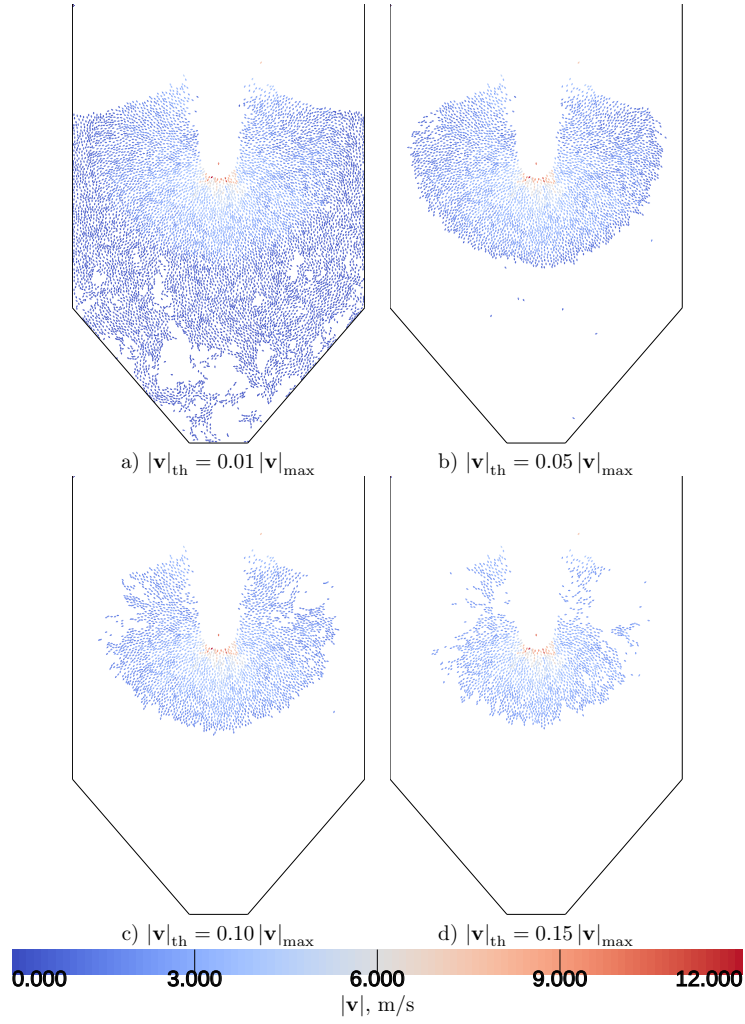 a) |v|th = 0.01 |v|max
b) |v|th = 0.05 |v|max
c) |v|th = 0.10 |v|max
d) |v|th = 0.15 |v|max
0.000 3.000 6.000 9.000 12.000
|v|, m/s